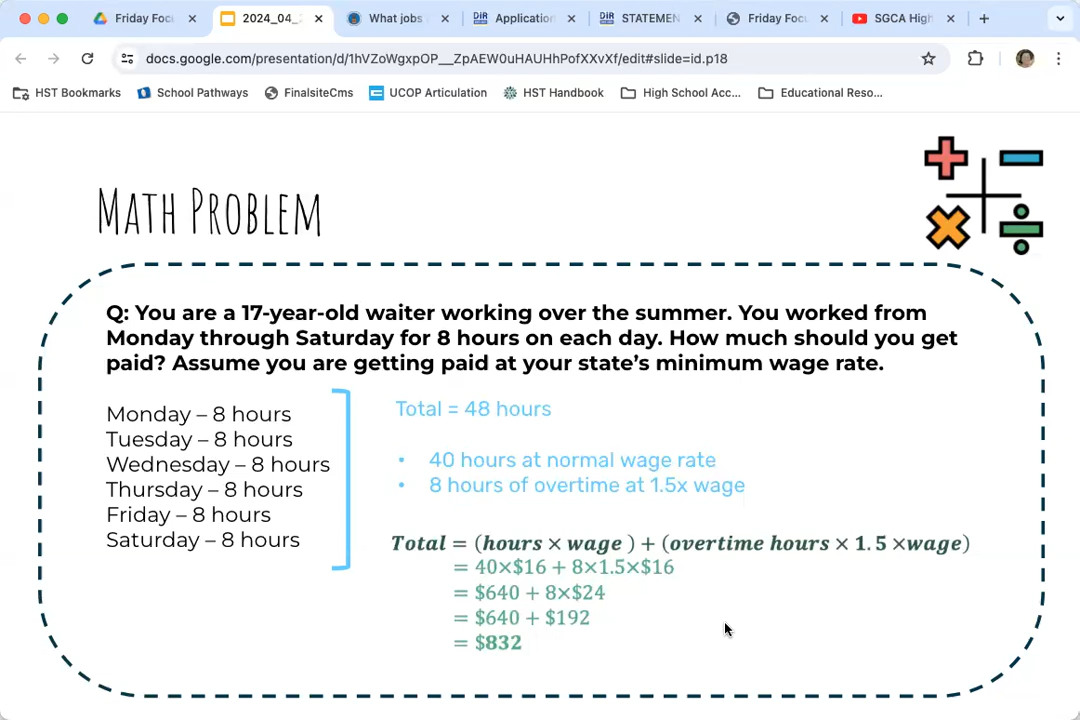 Friday Foc
2024_04_
What jobs
DIR Application
DIR STATEMEN
Friday Foc
SGCA High
docs.google.com/presentation/d/1hVZoWgxpOP__ZpAEW0uHAUHhPofXXvXf/edit#slide=id.p18
HST Bookmarks
School Pathways
FinalsiteCms
UCOP Articulation
HST Handbook
High School Acc...
Educational Reso...
Math Problem
Q: You are a 17-year-old waiter working over the summer. You worked from
Monday through Saturday for 8 hours on each day. How much should you get
paid? Assume you are getting paid at your state’s minimum wage rate.
Monday – 8 hours
Tuesday – 8 hours
Wednesday – 8 hours
Thursday – 8 hours
Friday – 8 hours
Saturday – 8 hours
Total = 48 hours
• 40 hours at normal wage rate
• 8 hours of overtime at 1.5x wage
Total = (hours × wage ) + (overtime hours × 1.5 ×wage)
= 40×$16 + 8×1.5×$16
= $640 + 8×$24
= $640 + $192
= $832